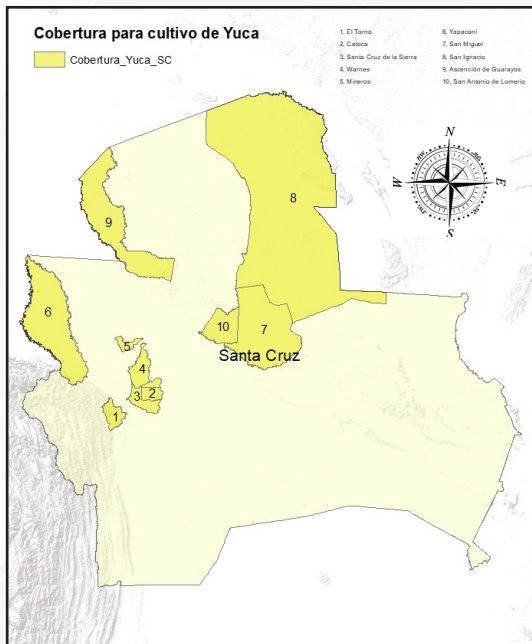 Cobertura para cultivo de Yuca
Cobertura_Yuca_SC
1, El Torno
2, Cotoca
3, Santa Cruz de la Sierra
4, Warnes
5, Mineros
6, Yapacaní
7, San Miguel
8, San Ignacio
9, Ascención de Guarayos
10, San Antonio de Lomerío
N
W
E
S
8
9
6
10
7
Santa Cruz
5
4
3
2
1